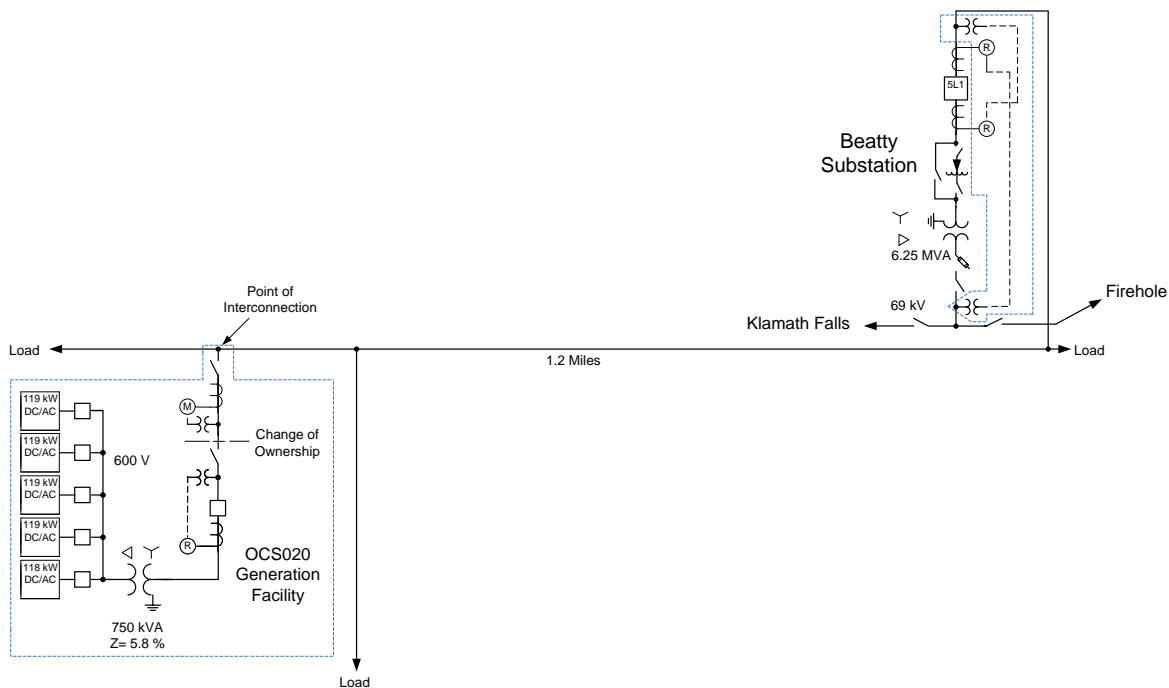 R
5L1
R
Beatty
Substation
6.25 MVA
69 kV
Firehole
Klamath Falls
Point of
Interconnection
Load
1.2 Miles
Load
119 kW
DC/AC
119 kW
DC/AC
119 kW
DC/AC
119 kW
DC/AC
118 kW
DC/AC
600 V
M
Change of
Ownership
R
OCS020
Generation
Facility
750 kVA
Z= 5.8 %
Load